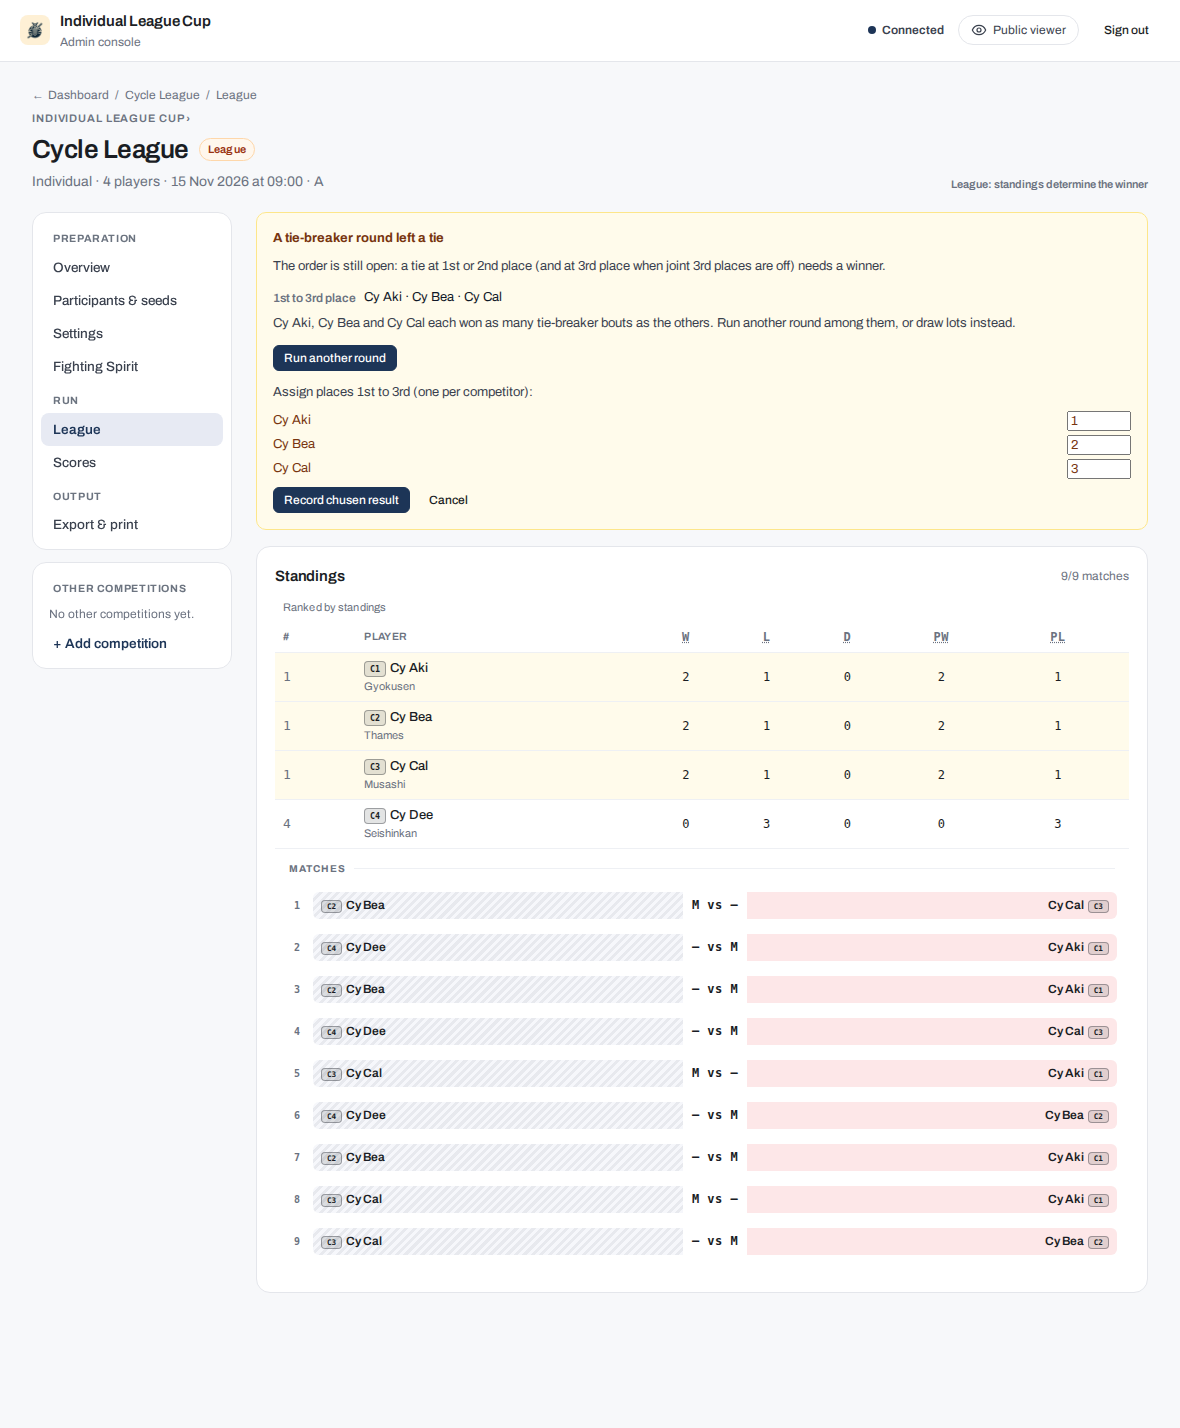 Individual League Cup
Admin console
Connected
Public viewer
Sign out
← Dashboard / Cycle League / League
INDIVIDUAL LEAGUE CUP ›
Cycle League League
Individual · 4 players · 15 Nov 2026 at 09:00 · A
League: standings determine the winner
PREPARATION
Overview
Participants & seeds
Settings
Fighting Spirit
RUN
League
Scores
OUTPUT
Export & print
OTHER COMPETITIONS
No other competitions yet.
+ Add competition
A tie-breaker round left a tie
The order is still open: a tie at 1st or 2nd place (and at 3rd place when joint 3rd places are off) needs a winner.
1st to 3rd place Cy Aki · Cy Bea · Cy Cal
Cy Aki, Cy Bea and Cy Cal each won as many tie-breaker bouts as the others. Run another round among them, or draw lots instead.
Run another round
Assign places 1st to 3rd (one per competitor):
Cy Aki 1
Cy Bea 2
Cy Cal 3
Record chusen result Cancel
Standings 9/9 matches
Ranked by standings
# PLAYER W L D PW PL
1 C1 Cy Aki 2 1 0 2 1
Gyokusen
1 C2 Cy Bea 2 1 0 2 1
Thames
1 C3 Cy Cal 2 1 0 2 1
Musashi
4 C4 Cy Dee 0 3 0 0 3
Seishinkan
MATCHES
1 C2 Cy Bea M vs – Cy Cal C3
2 C4 Cy Dee – vs M Cy Aki C1
3 C2 Cy Bea – vs M Cy Aki C1
4 C4 Cy Dee – vs M Cy Cal C3
5 C3 Cy Cal M vs – Cy Aki C1
6 C4 Cy Dee – vs M Cy Bea C2
7 C2 Cy Bea – vs M Cy Aki C1
8 C3 Cy Cal M vs – Cy Aki C1
9 C3 Cy Cal – vs M Cy Bea C2